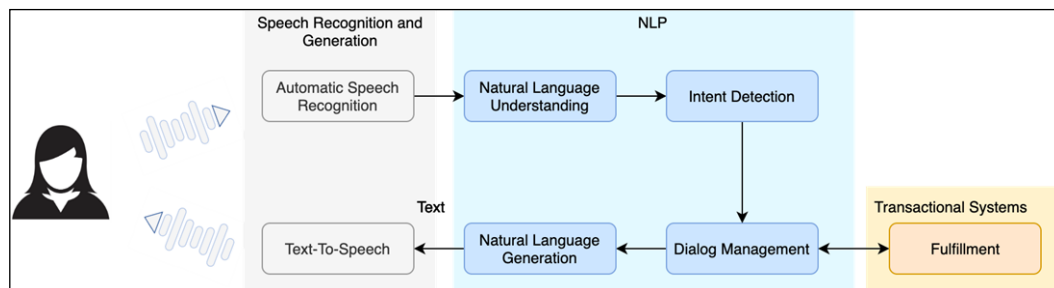 Speech Recognition and
Generation
NLP
Automatic Speech
Recognition
Natural Language
Understanding
Intent Detection
Text
Transactional Systems
Text-To-Speech
Natural Language
Generation
Dialog Management
Fulfillment